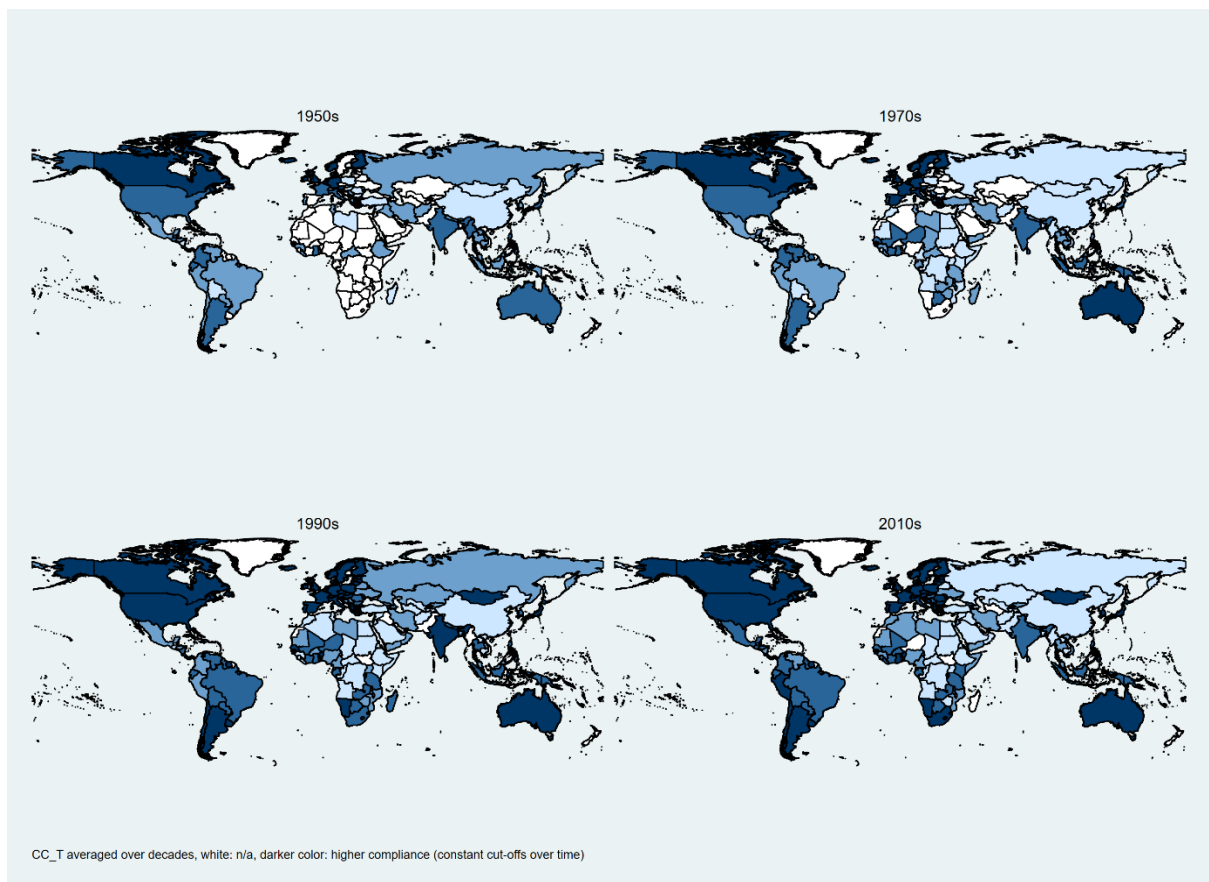 1950s
1970s
1990s
2010s
CC_T averaged over decades, white: n/a, darker color: higher compliance (constant cut-offs over time)